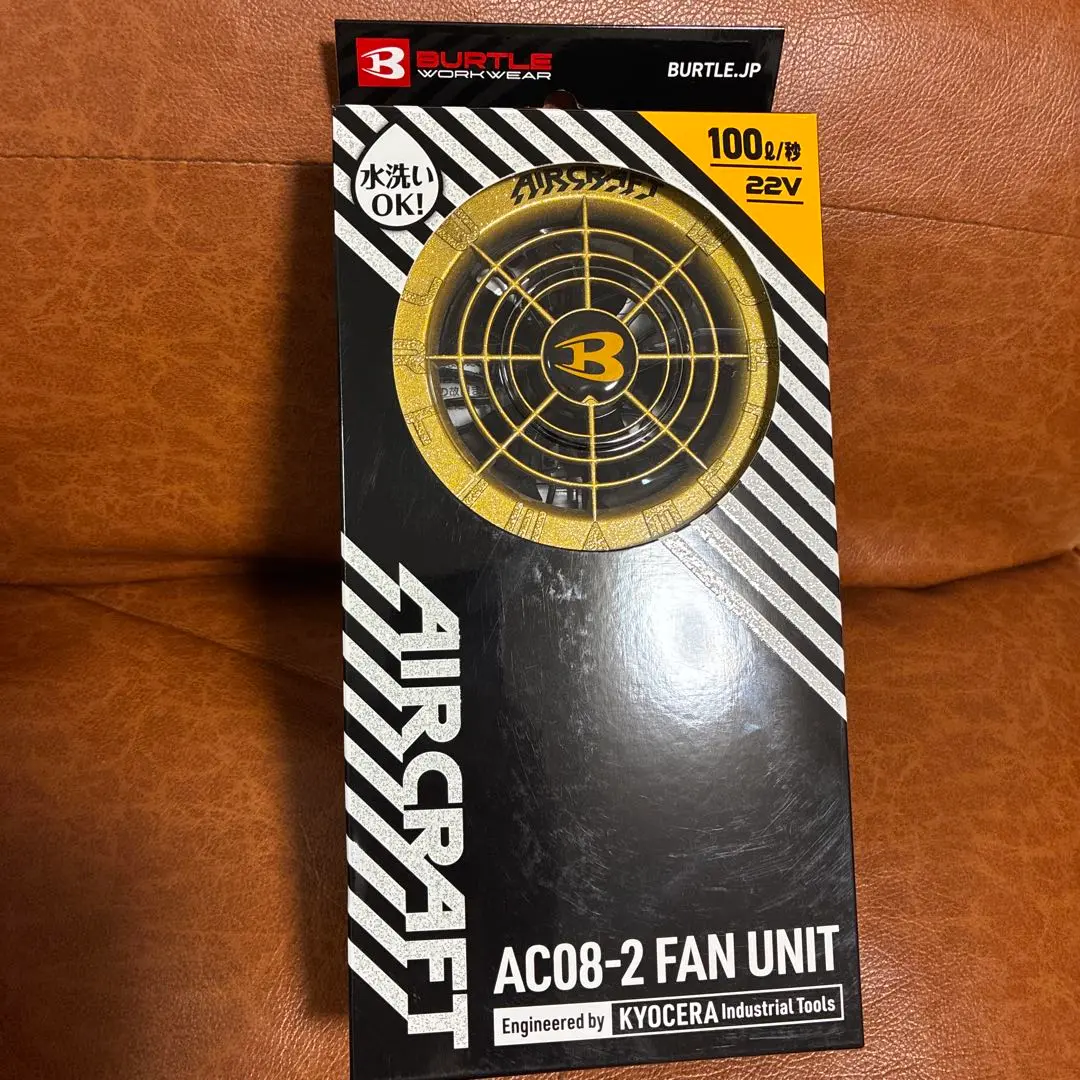 BURTLE
WORKWEAR
BURTLE.JP
水洗い
OK!
100ℓ/秒
22V
AIRCRAFT
AIRCRAFT
AC08-2 FAN UNIT
Engineered by KYOCERA Industrial Tools